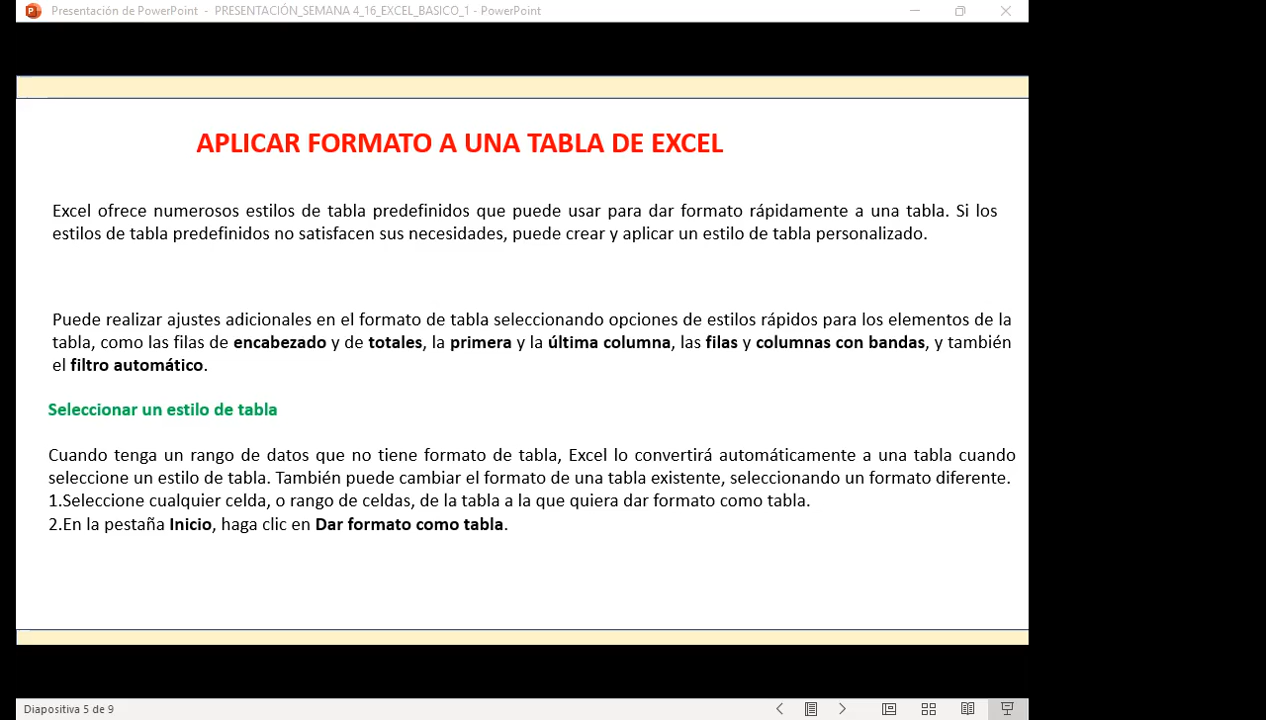 Presentación de PowerPoint - PRESENTACIÓN_SEMANA 4_16_EXCEL_BASICO_1 - PowerPoint
APLICAR FORMATO A UNA TABLA DE EXCEL
Excel ofrece numerosos estilos de tabla predefinidos que puede usar para dar formato rápidamente a una tabla. Si los
estilos de tabla predefinidos no satisfacen sus necesidades, puede crear y aplicar un estilo de tabla personalizado.
Puede realizar ajustes adicionales en el formato de tabla seleccionando opciones de estilos rápidos para los elementos de la
tabla, como las filas de encabezado y de totales, la primera y la última columna, las filas y columnas con bandas, y también
el filtro automático.
Seleccionar un estilo de tabla
Cuando tenga un rango de datos que no tiene formato de tabla, Excel lo convertirá automáticamente a una tabla cuando
seleccione un estilo de tabla. También puede cambiar el formato de una tabla existente, seleccionando un formato diferente.
1.Seleccione cualquier celda, o rango de celdas, de la tabla a la que quiera dar formato como tabla.
2.En la pestaña Inicio, haga clic en Dar formato como tabla.
Diapositiva 5 de 9